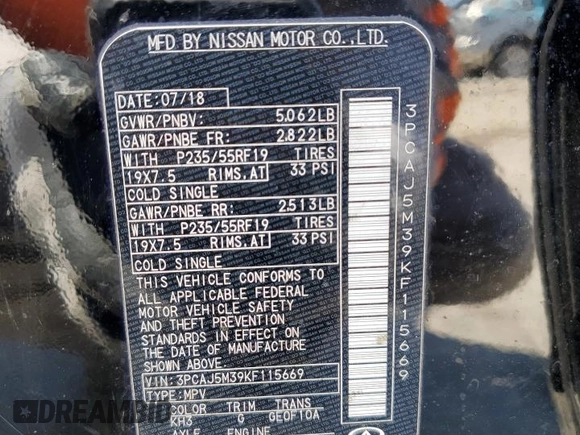 MFD BY NISSAN MOTOR CO.,LTD.
DATE:07/18
GVWR/PNBV: 5,062LB
GAWR/PNBE FR: 2,822LB
WITH P235/55RF19 TIRES
19X7.5 RIMS,AT 33 PSI
COLD SINGLE
GAWR/PNBE RR: 2,513LB
WITH P235/55RF19 TIRES
19X7.5 RIMS,AT 33 PSI
COLD SINGLE
THIS VEHICLE CONFORMS TO
ALL APPLICABLE FEDERAL
MOTOR VEHICLE SAFETY
AND THEFT PREVENTION
STANDARDS IN EFFECT ON
THE DATE OF MANUFACTURE
SHOWN ABOVE.
VIN: 3PCAJ5M39KF115669
TYPE:MPV
COLOR TRIM TRANS
KH3 G GE0F10A
AXLE ENGINE
3PCAJ5M39KF115669
DREAMBID